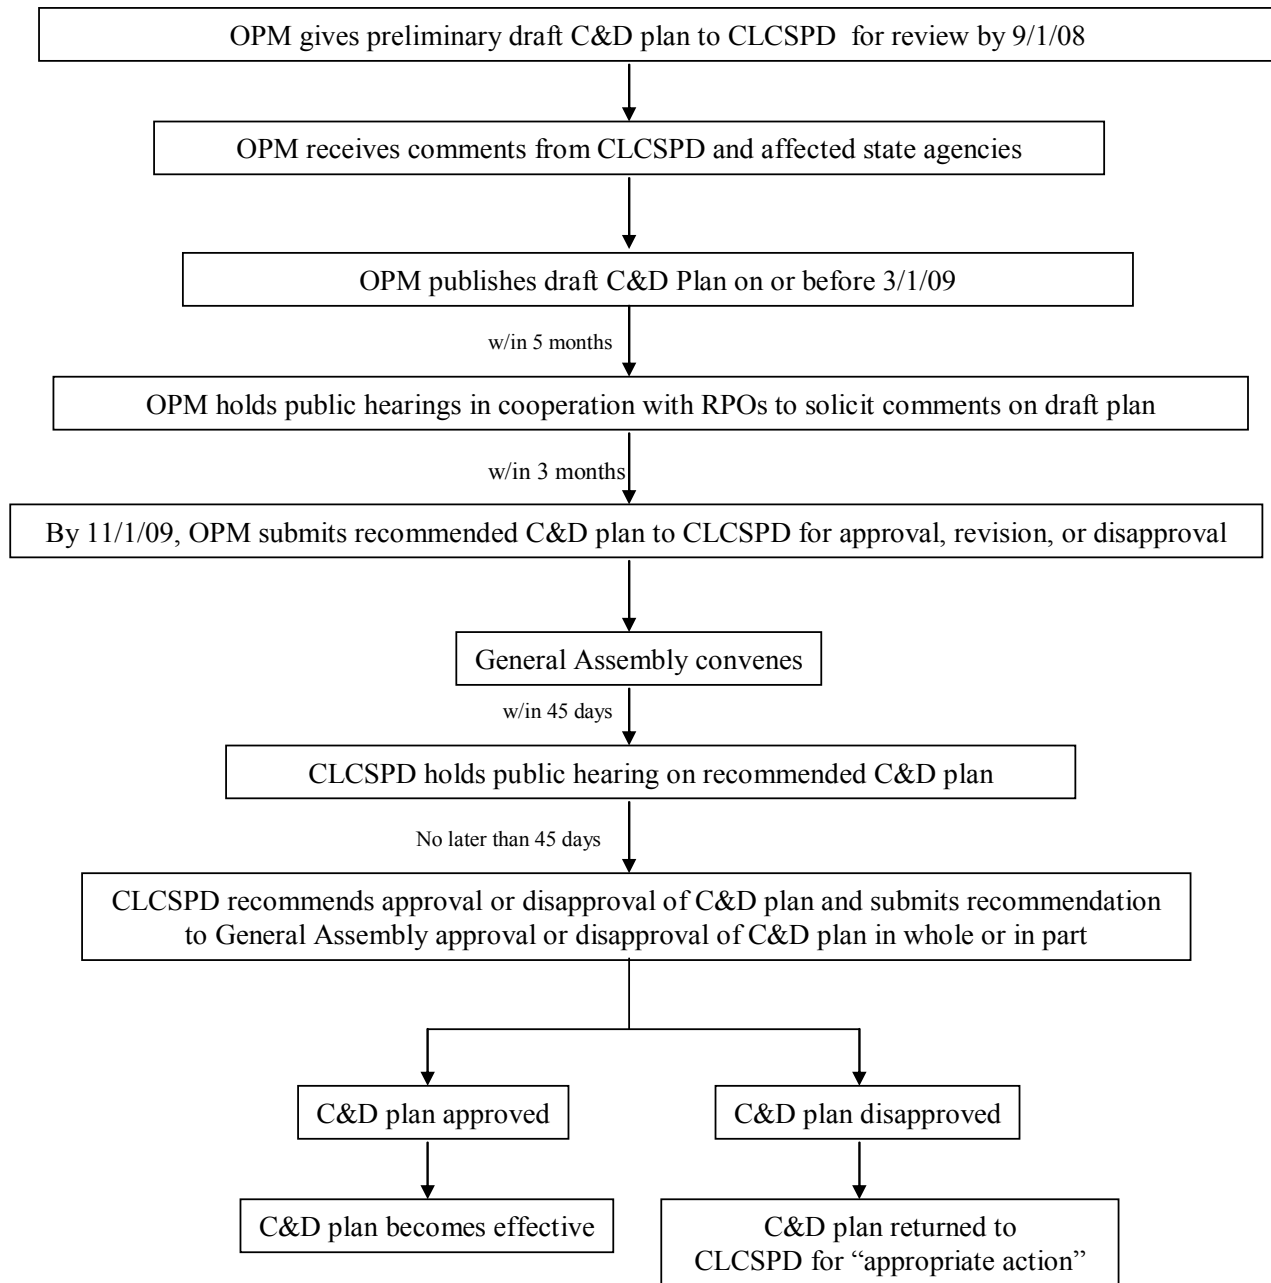 OPM gives preliminary draft C&D plan to CLCSPD for review by 9/1/08
OPM receives comments from CLCSPD and affected state agencies
OPM publishes draft C&D Plan on or before 3/1/09
w/in 5 months
OPM holds public hearings in cooperation with RPOs to solicit comments on draft plan
w/in 3 months
By 11/1/09, OPM submits recommended C&D plan to CLCSPD for approval, revision, or disapproval
General Assembly convenes
w/in 45 days
CLCSPD holds public hearing on recommended C&D plan
No later than 45 days
CLCSPD recommends approval or disapproval of C&D plan and submits recommendation
to General Assembly approval or disapproval of C&D plan in whole or in part
C&D plan approved
C&D plan disapproved
C&D plan becomes effective
C&D plan returned to
CLCSPD for “appropriate action”